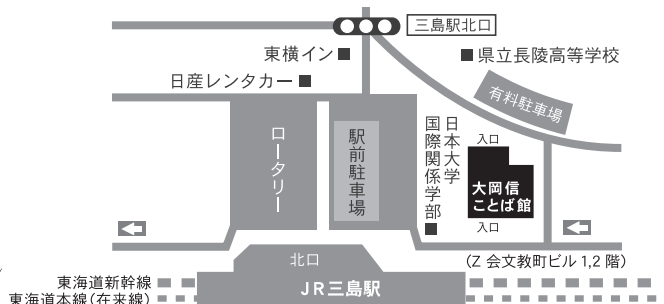 三島駅北口
東横イン■
■県立長陵高等学校
日産レンタカー■
有料駐車場
ロータリー
駅前駐車場
日本大学
国際関係学部■
入口
大岡信
ことば館
入口
(Z会文教町ビル1,2階)
北口
JR三島駅
東海道新幹線
東海道本線(在来線)